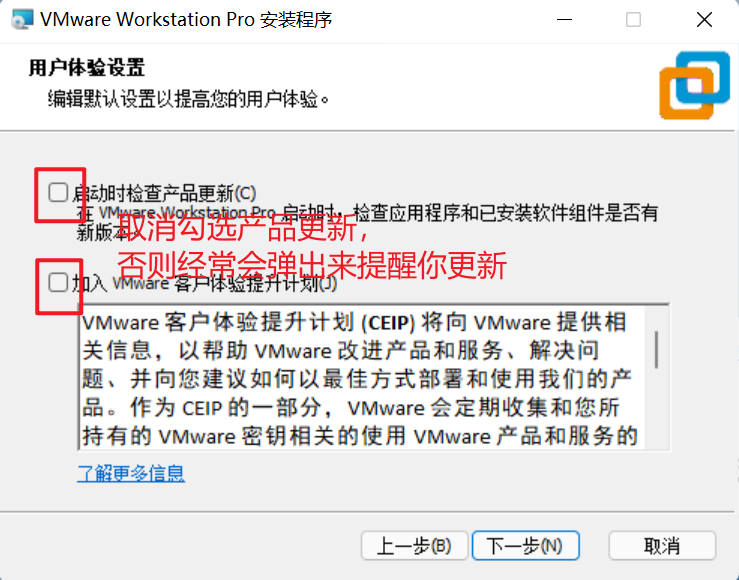 VMware Workstation Pro 安装程序
用户体验设置
编辑默认设置以提高您的用户体验。
启动时检查产品更新(C)
在 VMware Workstation Pro 启动时，检查应用程序和已安装软件组件是否有
新版本。
取消勾选产品更新，
否则经常会弹出来提醒你更新
加入 VMware 客户体验提升计划(J)
VMware 客户体验提升计划 (CEIP) 将向 VMware 提供相
关信息，以帮助 VMware 改进产品和服务、解决问
题、并向您建议如何以最佳方式部署和使用我们的产
品。作为 CEIP 的一部分，VMware 会定期收集和您所
持有的 VMware 密钥相关的使用 VMware 产品和服务的
了解更多信息
上一步(B) 下一步(N) 取消